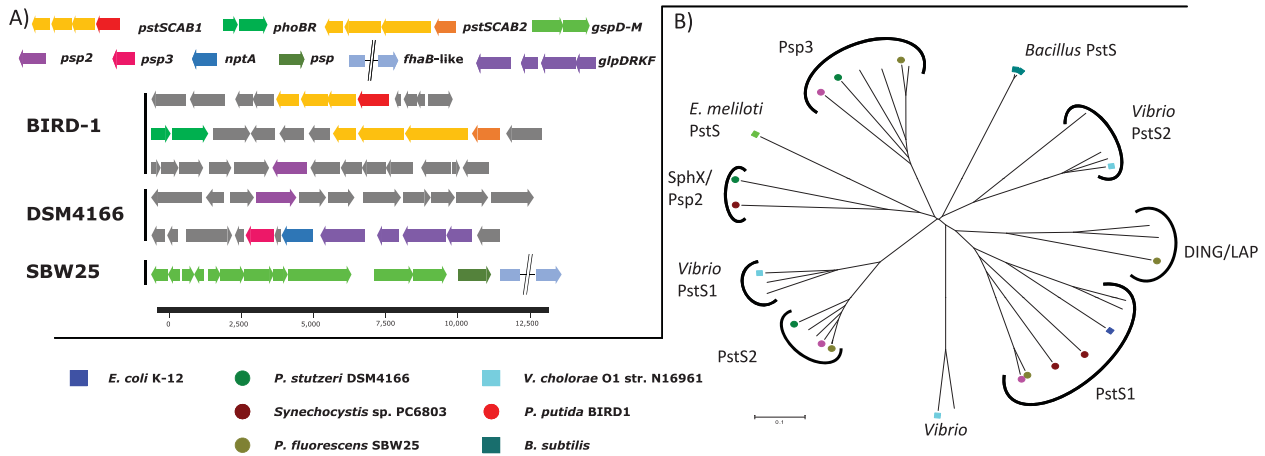 A)
pstSCAB1 phoBR pstSCAB2 gspD-M
psp2 psp3 nptA psp fhaB-like glpDRKF
BIRD-1
DSM4166
SBW25
0 2,500 5,000 7,500 10,000 12,500
B)
Psp3
Bacillus PstS
Vibrio
PstS2
E. meliloti
PstS
SphX/
Psp2
DING/LAP
Vibrio
PstS1
PstS2
PstS1
Vibrio
0.1
E. coli K-12 P. stutzeri DSM4166 V. cholorae O1 str. N16961
Synechocystis sp. PC6803 P. putida BIRD1
P. fluorescens SBW25 B. subtilis